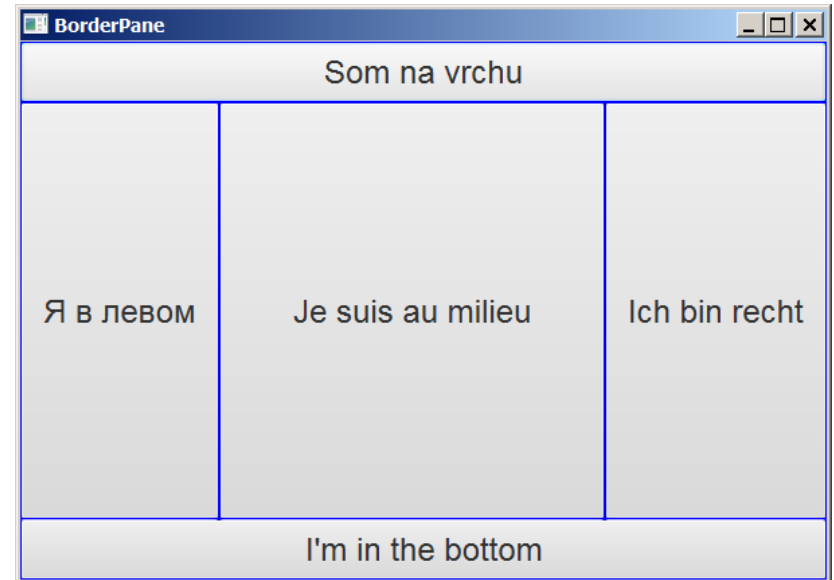 BorderPane
Som na vrchu
Я в левом
Je suis au milieu
Ich bin recht
I'm in the bottom